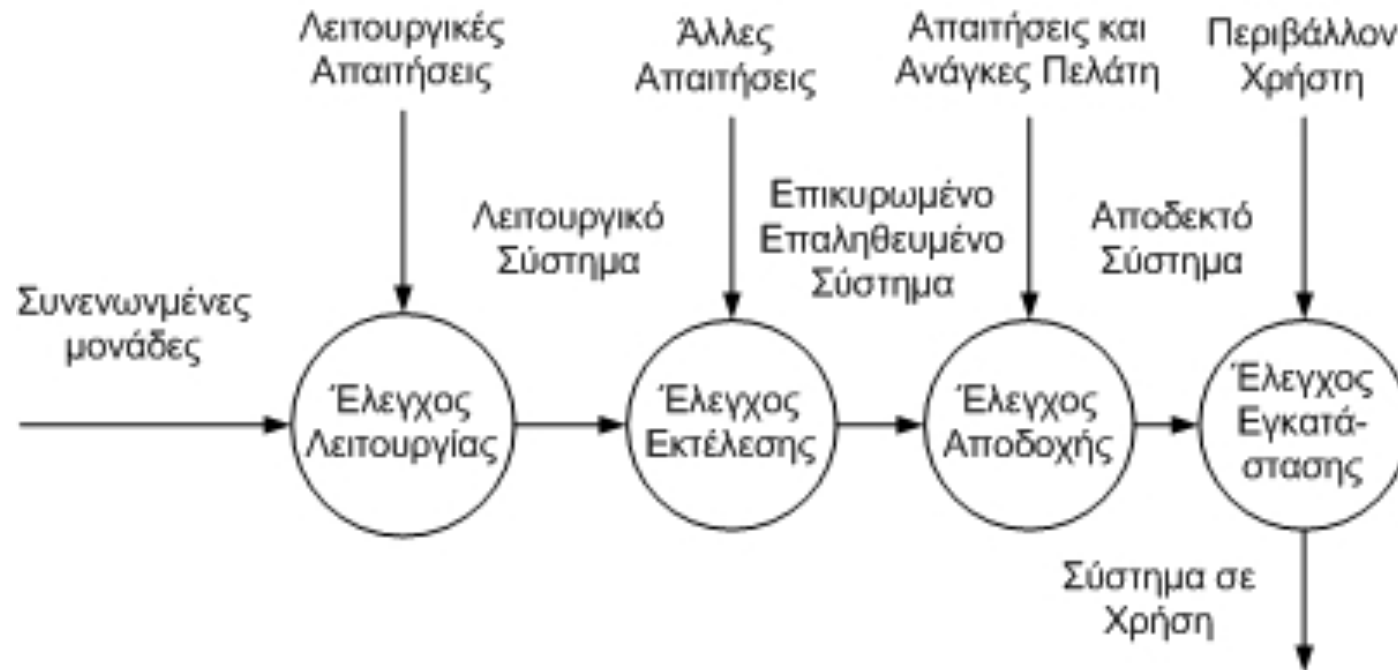 Λειτουργικές
Απαιτήσεις
Άλλες
Απαιτήσεις
Απαιτήσεις και
Ανάγκες Πελάτη
Περιβάλλον
Χρήστη
Συνενωνμένες
μονάδες
Λειτουργικό
Σύστημα
Επικυρωμένο
Επαληθευμένο
Σύστημα
Αποδεκτό
Σύστημα
Έλεγχος
Λειτουργίας
Έλεγχος
Εκτέλεσης
Έλεγχος
Αποδοχής
Έλεγχος
Εγκατά-
στασης
Σύστημα σε
Χρήση